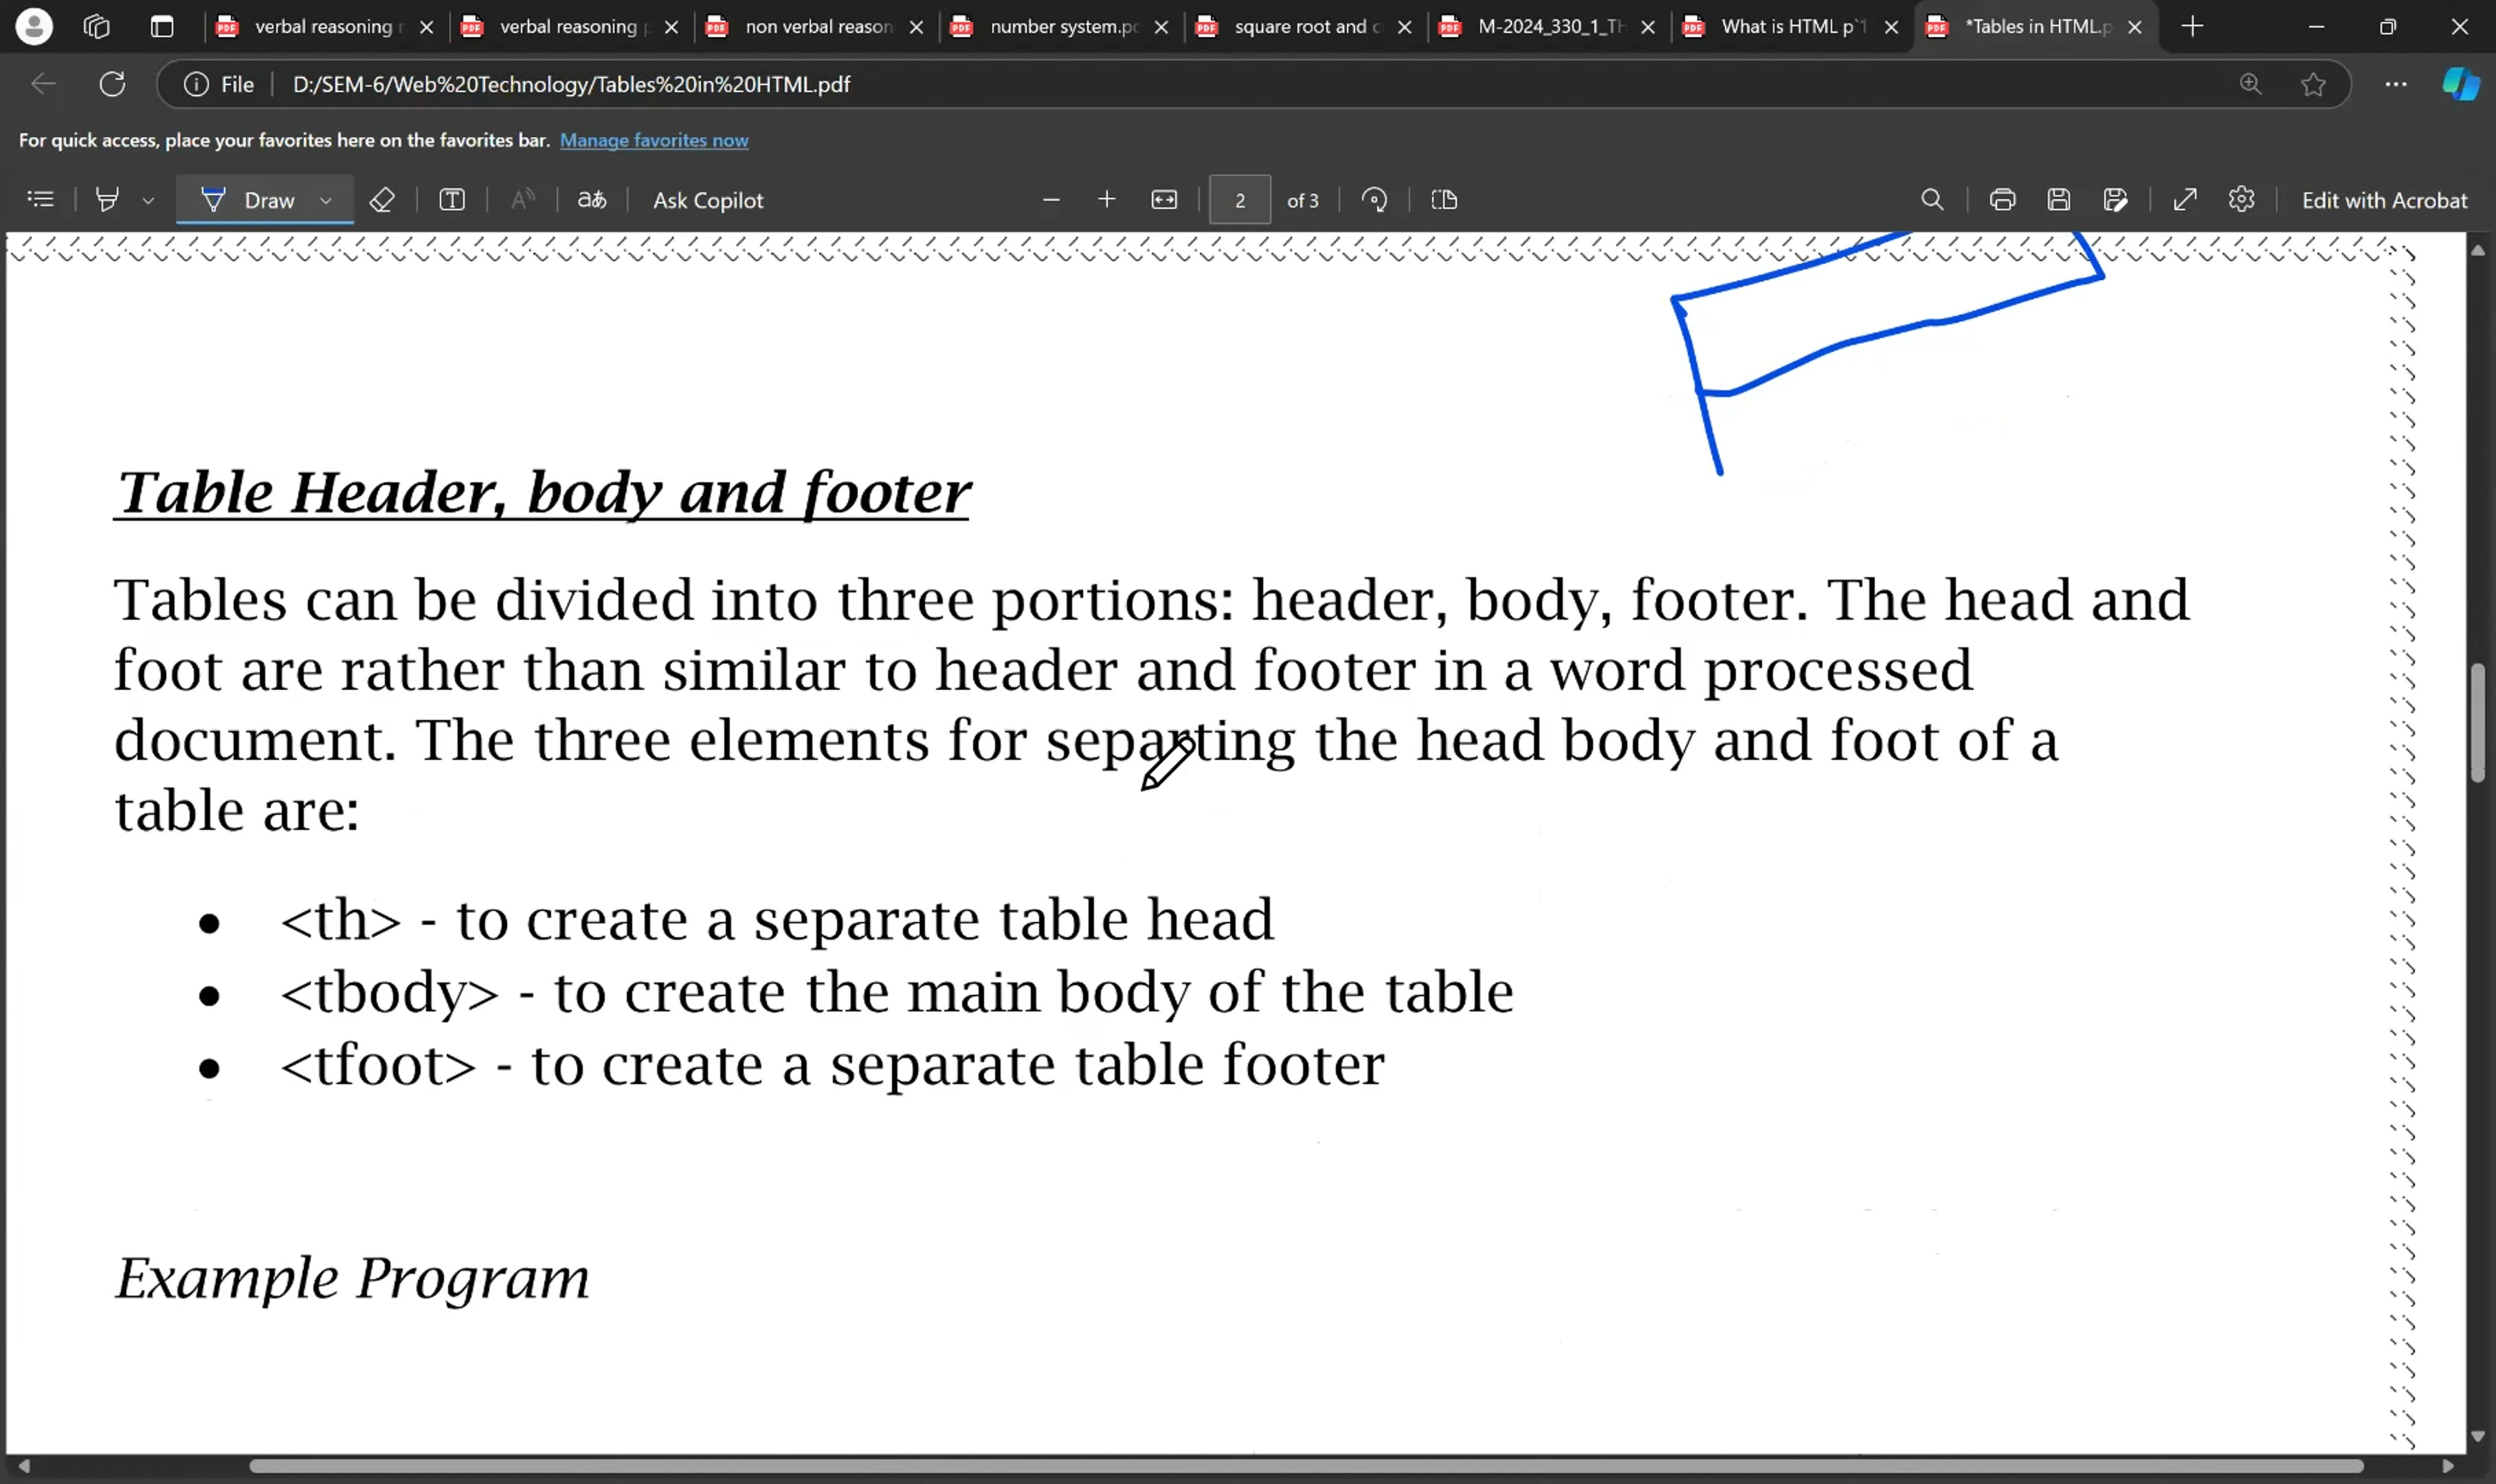 verbal reasoning
verbal reasoning
non verbal reason
number system.pd
square root and c
M-2024_330_1_TH
What is HTML p`1
*Tables in HTML.p
File
D:/SEM-6/Web%20Technology/Tables%20in%20HTML.pdf
For quick access, place your favorites here on the favorites bar. Manage favorites now
Draw
aあ
Ask Copilot
2 of 3
Edit with Acrobat
Table Header, body and footer
Tables can be divided into three portions: header, body, footer. The head and
foot are rather than similar to header and footer in a word processed
document. The three elements for separting the head body and foot of a
table are:
• <th> - to create a separate table head
• <tbody> - to create the main body of the table
• <tfoot> - to create a separate table footer
Example Program